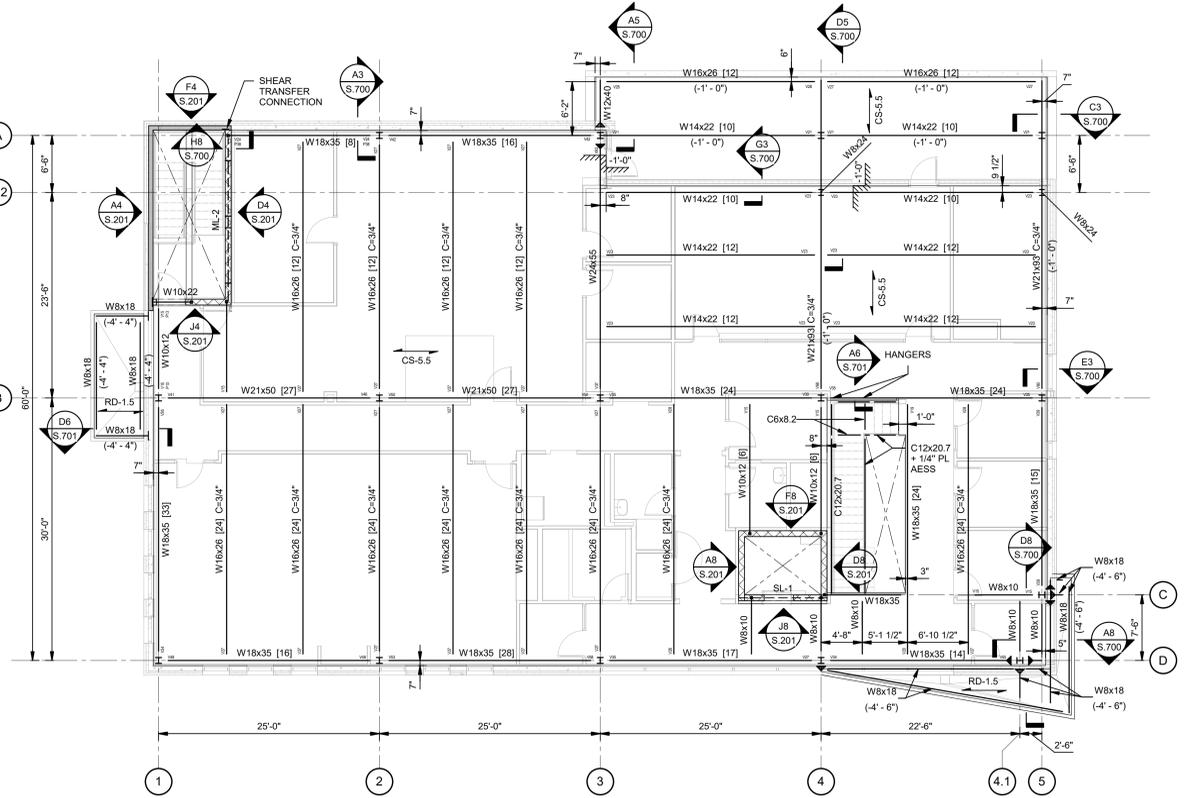 A5
S.700
D5
S.700
F4
S.201
SHEAR
TRANSFER
CONNECTION
A3
S.700
7"
6"
W16x26 [12]
(-1' - 0")
W16x26 [12]
(-1' - 0")
7"
C3
S.700
6'-2"
W12x40
CS-5.5
A
H8
S.700
W18x35 [8]
7"
W18x35 [16]
W14x22 [10]
(-1' - 0")
W14x22 [10]
(-1' - 0")
G3
S.700
W8x24
6'-6"
-1'-0"
-1'-0"
9 1/2"
6'-6"
2
A4
S.201
D4
S.201
ML-2
8"
W14x22 [10]
W14x22 [10]
W8x24
W16x26 [12] C=3/4"
W16x26 [12] C=3/4"
W16x26 [12] C=3/4"
W16x26 [12] C=3/4"
W24x55
W14x22 [12]
W14x22 [12]
W21x93 C=3/4"
(-1' - 0")
23'-6"
CS-5.5
W10x22
W8x18
(-4' - 4")
7"
J4
S.201
W14x22 [12]
W14x22 [12]
W21x93 C=3/4"
(-1' - 0")
W8x18
(-4' - 4")
W8x18
(-4' - 4")
W10x12
CS-5.5
A6
S.701
HANGERS
E3
S.700
60'-0"
RD-1.5
W21x50 [27]
W21x50 [27]
W18x35 [24]
W18x35 [24]
D6
S.701
W8x18
(-4' - 4")
C6x8.2
1'-0"
8"
C12x20.7
+ 1/4" PL
AESS
7"
W10x12 [6]
W10x12 [6]
C12x20.7
W18x35 [24]
W18x35 [15]
30'-0"
W18x35 [33]
W16x26 [24] C=3/4"
W16x26 [24] C=3/4"
W16x26 [24] C=3/4"
W16x26 [24] C=3/4"
W16x26 [24] C=3/4"
W16x26 [24] C=3/4"
W16x26 [24] C=3/4"
W16x26 [24] C=3/4"
F8
S.201
D8
S.700
A8
S.201
D8
S.201
SL-1
3"
W8x18
(-4' - 6")
W8x10
W18x35
C
W8x10
J8
S.201
W8x10
W8x10
4'-8"
5'-1 1/2"
6'-10 1/2"
W8x10
W8x10
W8x18
(-4' - 6")
7'-6"
A8
S.700
5"
W18x35 [16]
W18x35 [28]
W18x35 [17]
W18x35 [14]
D
7"
W8x18
(-4' - 6")
RD-1.5
W8x18
(-4' - 6")
25'-0"
25'-0"
25'-0"
22'-6"
2'-6"
1
2
3
4
4.1
5